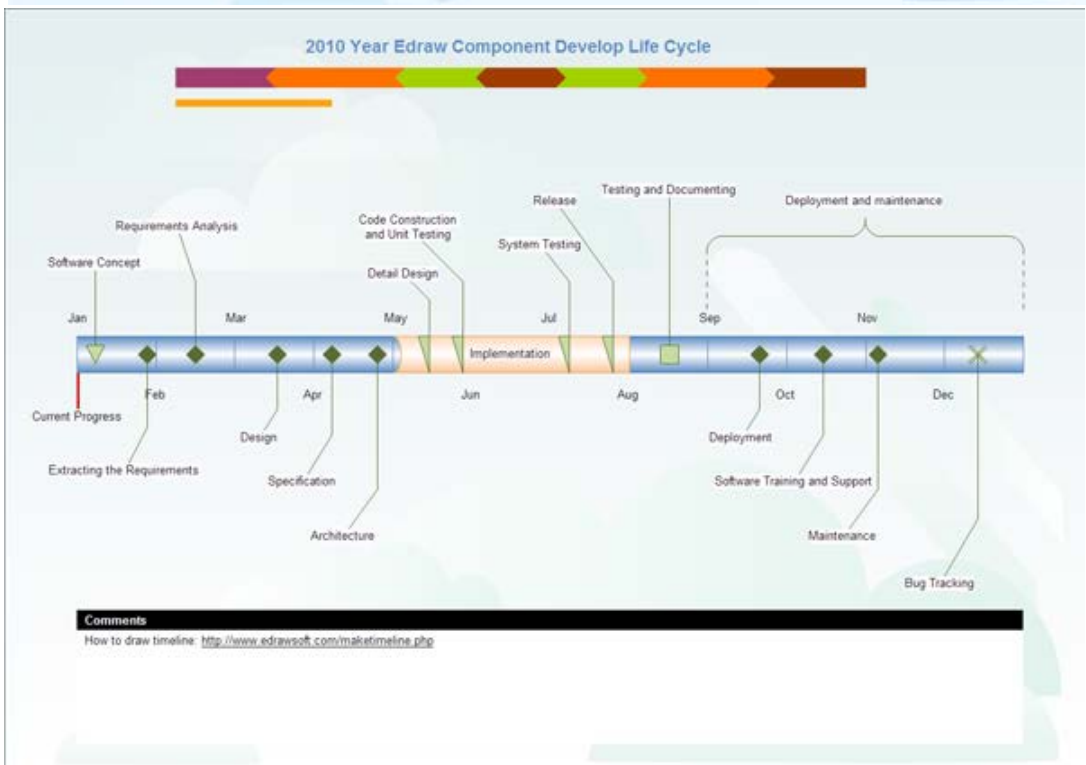 2010 Year Edraw Component Develop Life Cycle
Testing and Documenting
Release
Deployment and maintenance
Code Construction
and Unit Testing
Requirements Analysis
System Testing
Software Concept
Detail Design
Jan
Mar
May
Jul
Sep
Nov
Implementation
Feb
Apr
Jun
Aug
Oct
Dec
Current Progress
Design
Deployment
Extracting the Requirements
Specification
Software Training and Support
Architecture
Maintenance
Bug Tracking
Comments
How to draw timeline: http://www.edrawsoft.com/maketimeline.php